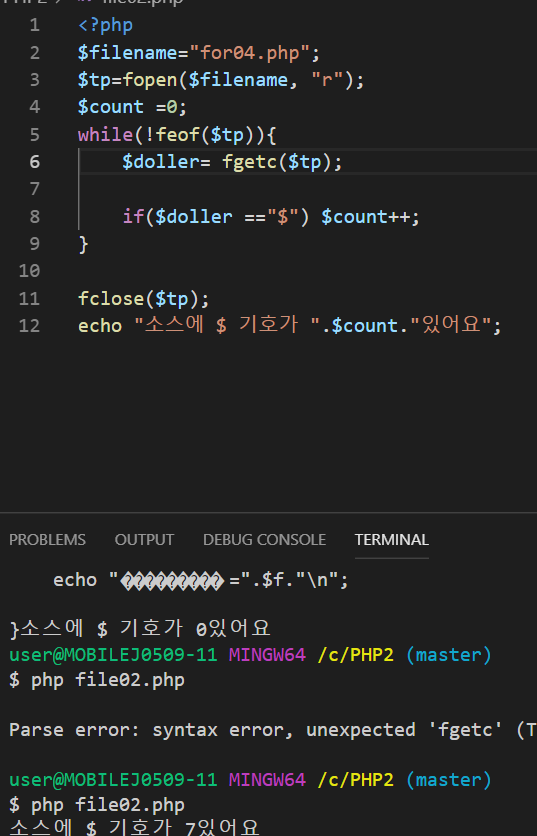 file02.php
1 <?php
2 $filename="for04.php";
3 $tp=fopen($filename, "r");
4 $count =0;
5 while(!feof($tp)){
6 $doller= fgetc($tp);
7
8 if($doller =="$") $count++;
9 }
10
11 fclose($tp);
12 echo "소스에 $ 기호가 ".$count."있어요";
PROBLEMS OUTPUT DEBUG CONSOLE TERMINAL
echo "���������=".$f."\n";
}소스에 $ 기호가 0있어요
user@MOBILEJ0509-11 MINGW64 /c/PHP2 (master)
$ php file02.php
Parse error: syntax error, unexpected 'fgetc' (T
user@MOBILEJ0509-11 MINGW64 /c/PHP2 (master)
$ php file02.php
소스에 $ 기호가 7있어요